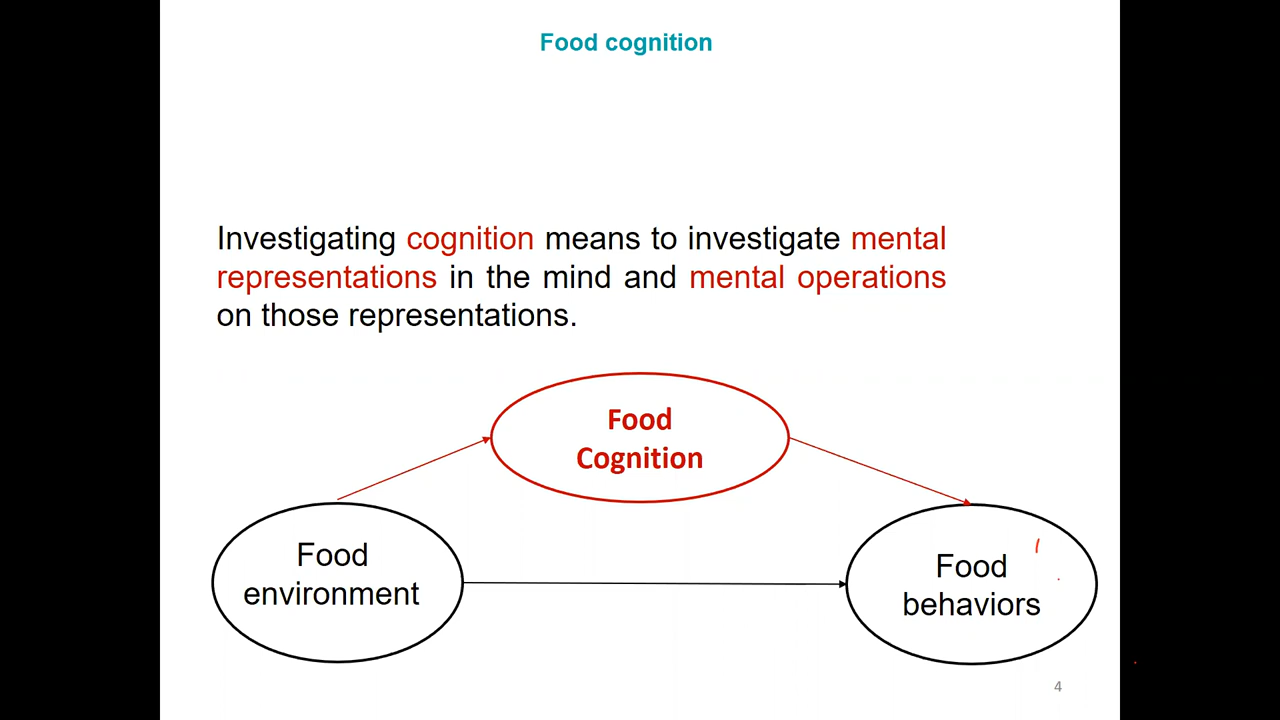 Food cognition
Investigating cognition means to investigate mental
representations in the mind and mental operations
on those representations.
Food
Cognition
Food
environment
Food
behaviors
4